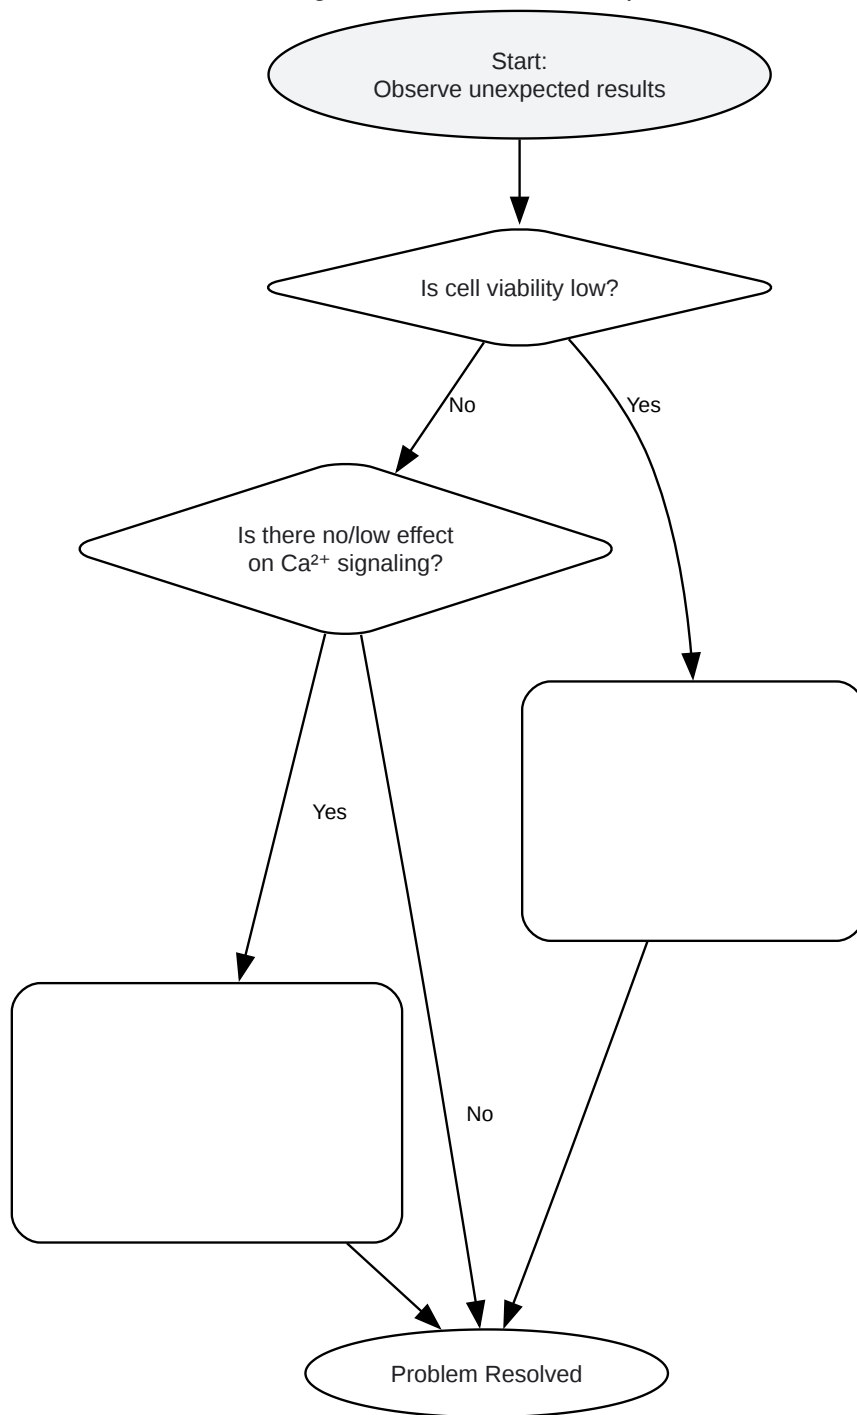 Start:
Observe unexpected results
Is cell viability low?
No
Yes
Is there no/low effect
on Ca²⁺ signaling?
Yes
No
Problem Resolved